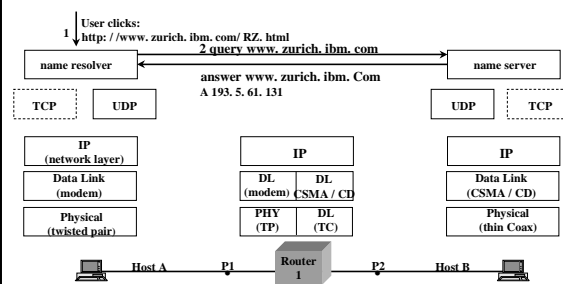 User clicks:
1
http: / /www. zurich. ibm. com/ RZ. html
2 query www. zurich. ibm. com
name resolver
name server
answer www. zurich. ibm. Com
A 193. 5. 61. 131
TCP
UDP
UDP
TCP
IP
(network layer)
IP
IP
Data Link
(modem)
DL
(modem)
DL
CSMA / CD
Data Link
(CSMA / CD)
Physical
(twisted pair)
PHY
(TP)
DL
(TC)
Physical
(thin Coax)
Host A
P1
Router
1
P2
Host B